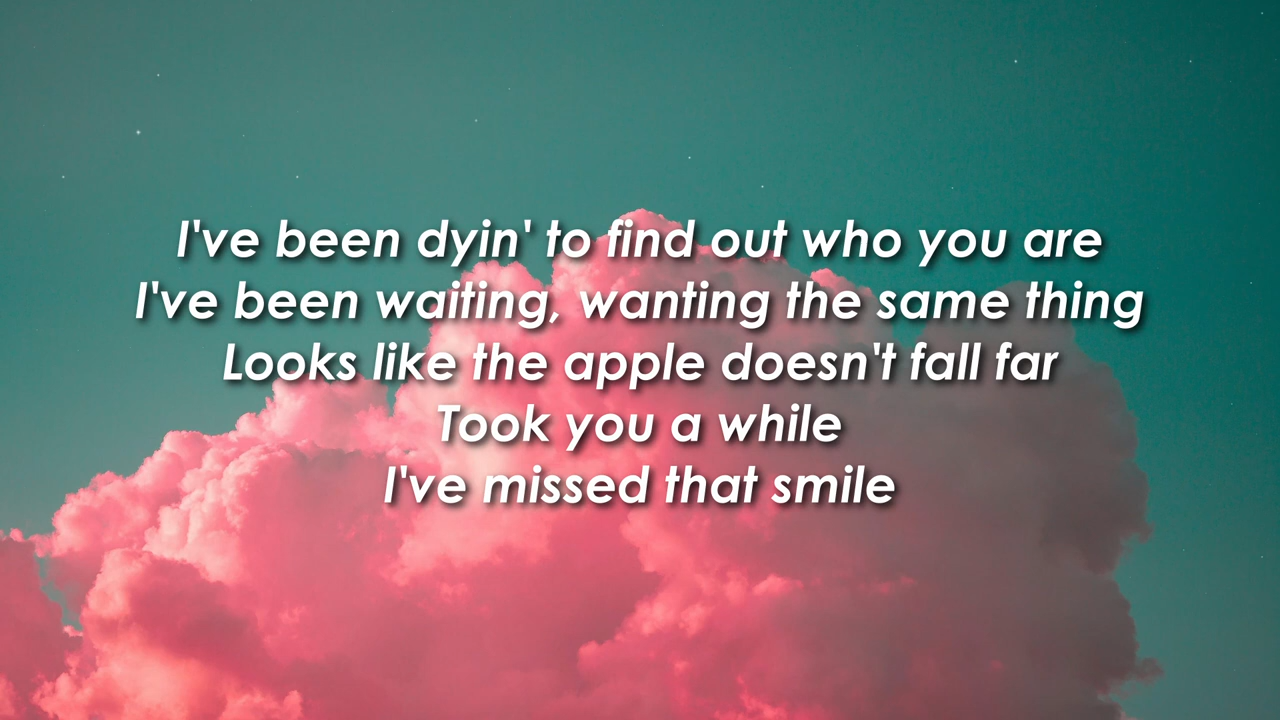 I've been dyin' to find out who you are
I've been waiting, wanting the same thing
Looks like the apple doesn't fall far
Took you a while
I've missed that smile